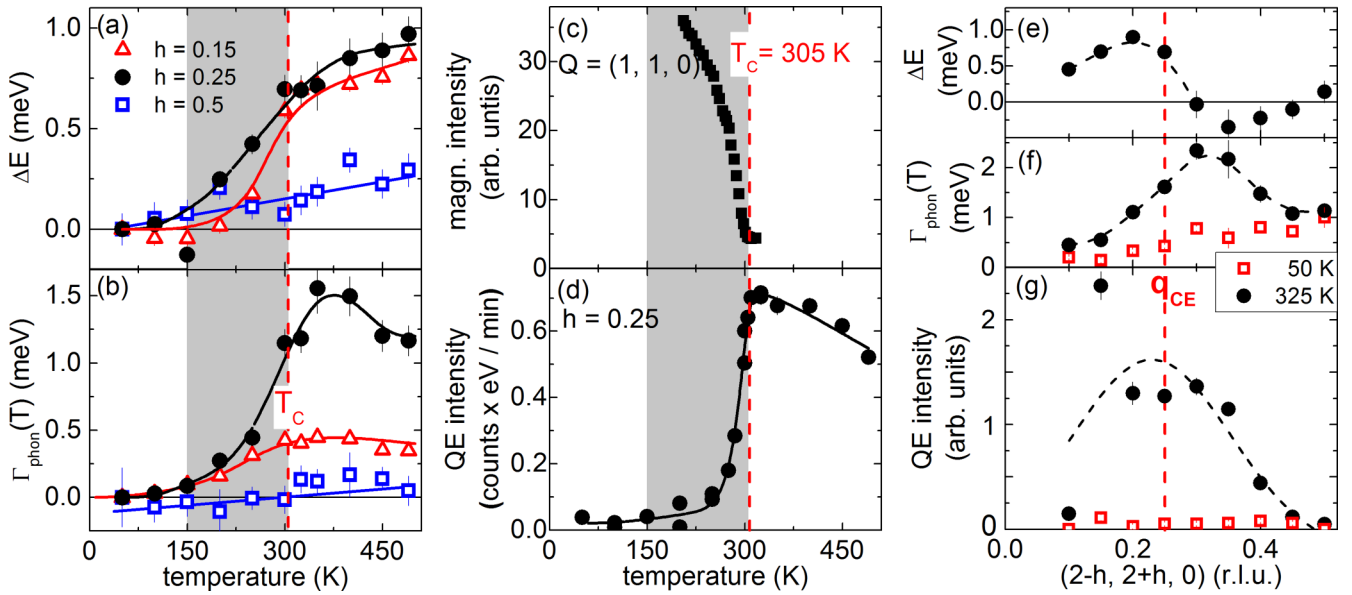 (a)
h = 0.15
h = 0.25
h = 0.5
ΔE (meV)
1.0
0.5
0.0
(b)
Γphon(T) (meV)
1.5
1.0
0.5
0.0
TC
0
150
300
450
temperature (K)
(c)
Q = (1, 1, 0)
TC = 305 K
magn. intensity
(arb. untis)
30
20
10
0
(d)
h = 0.25
QE intensity
(counts x eV / min)
0.6
0.4
0.2
0.0
0
150
300
450
temperature (K)
(e)
ΔE
(meV)
1.0
0.5
0.0
(f)
Γphon(T)
(meV)
2
1
0
50 K
325 K
(g)
qCE
QE intensity
(arb. units)
2
1
0
0.0
0.2
0.4
(2-h, 2+h, 0) (r.l.u.)